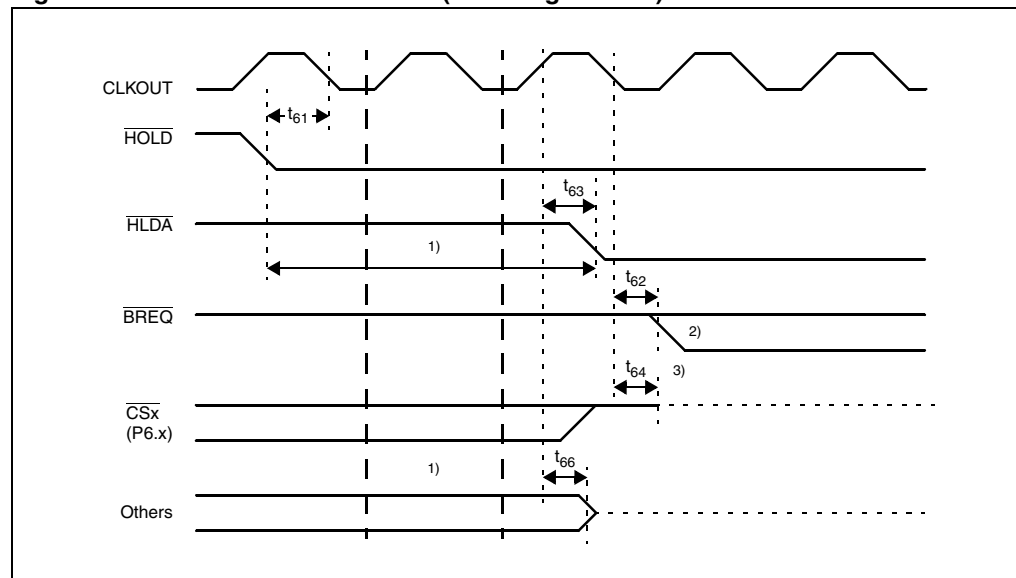 CLKOUT
t61
HOLD
t63
HLDA
1)
t62
BREQ
2)
t64
3)
CSx
(P6.x)
1)
t66
Others